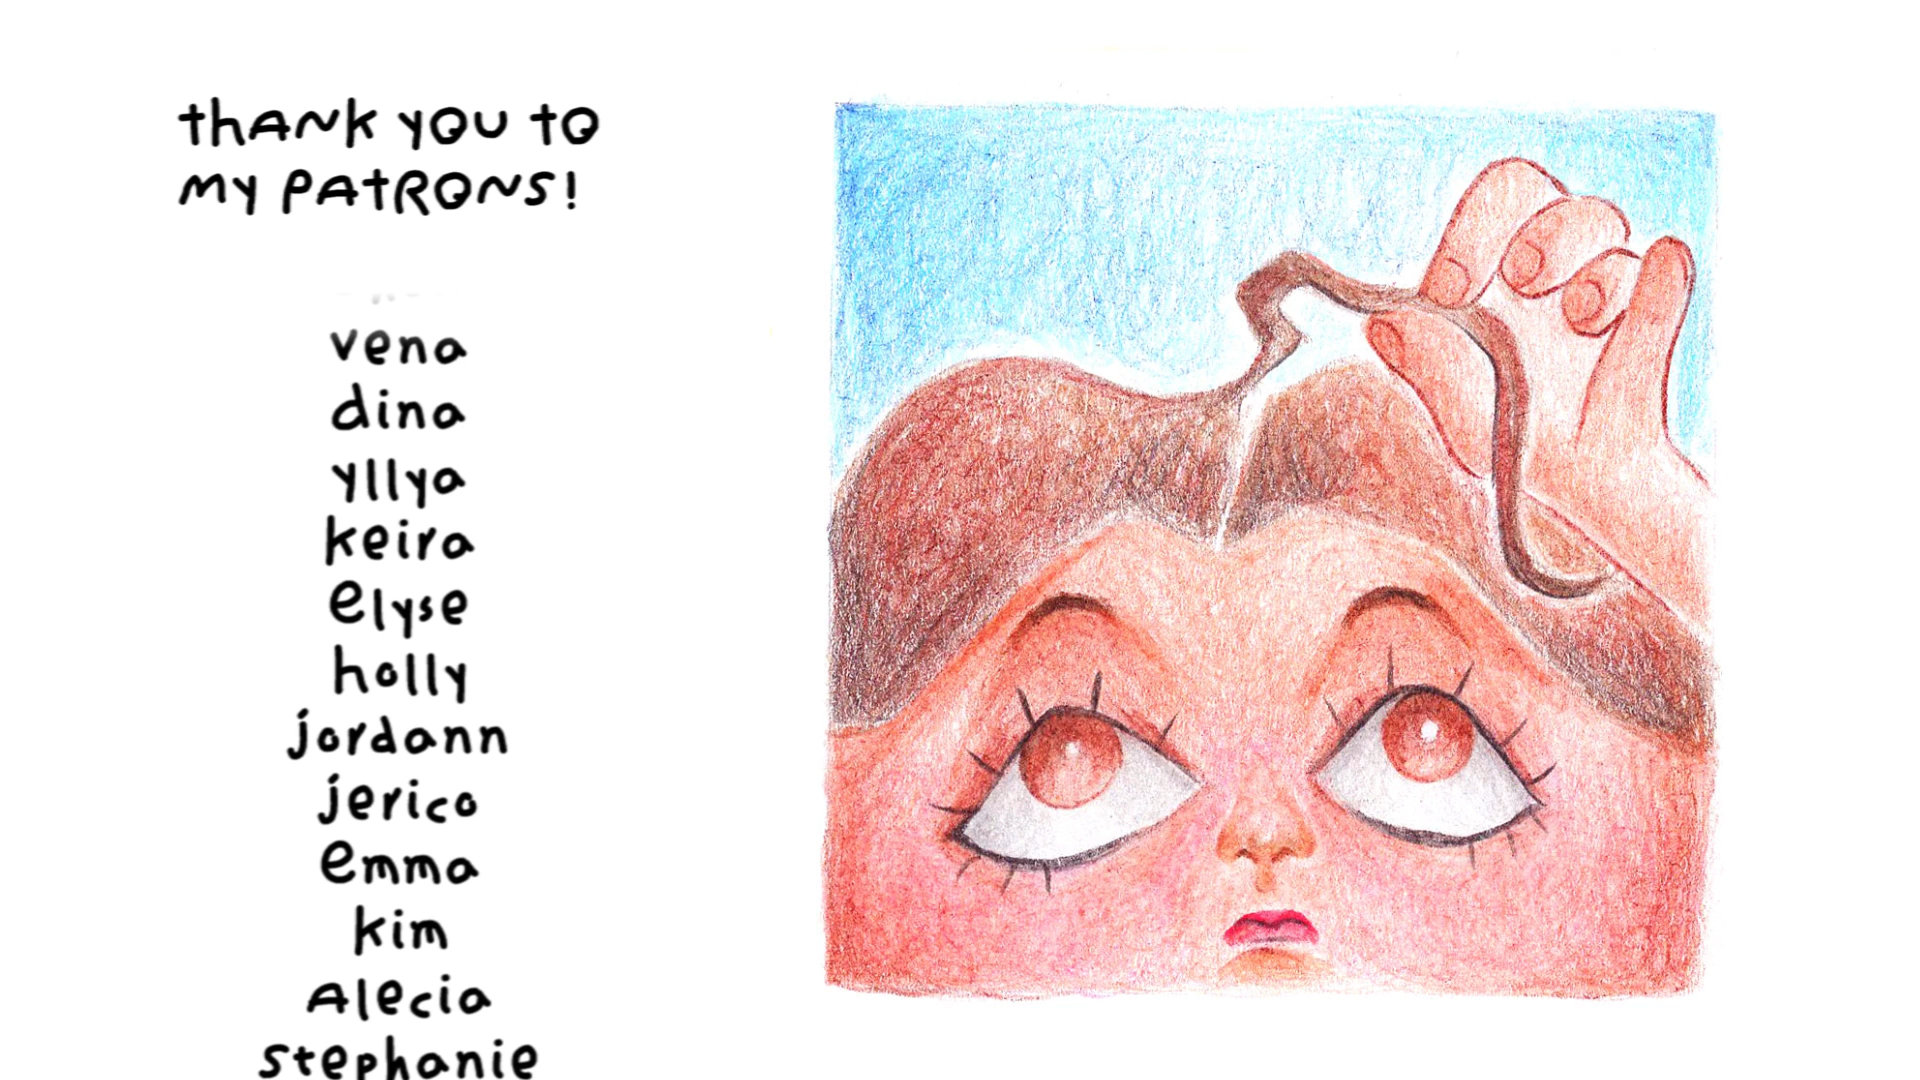 thANK YOU tO
MY PAtRONS!
vena
dina
yllya
keira
elyse
holly
jordann
jerico
emma
kim
Alecia
stephanie